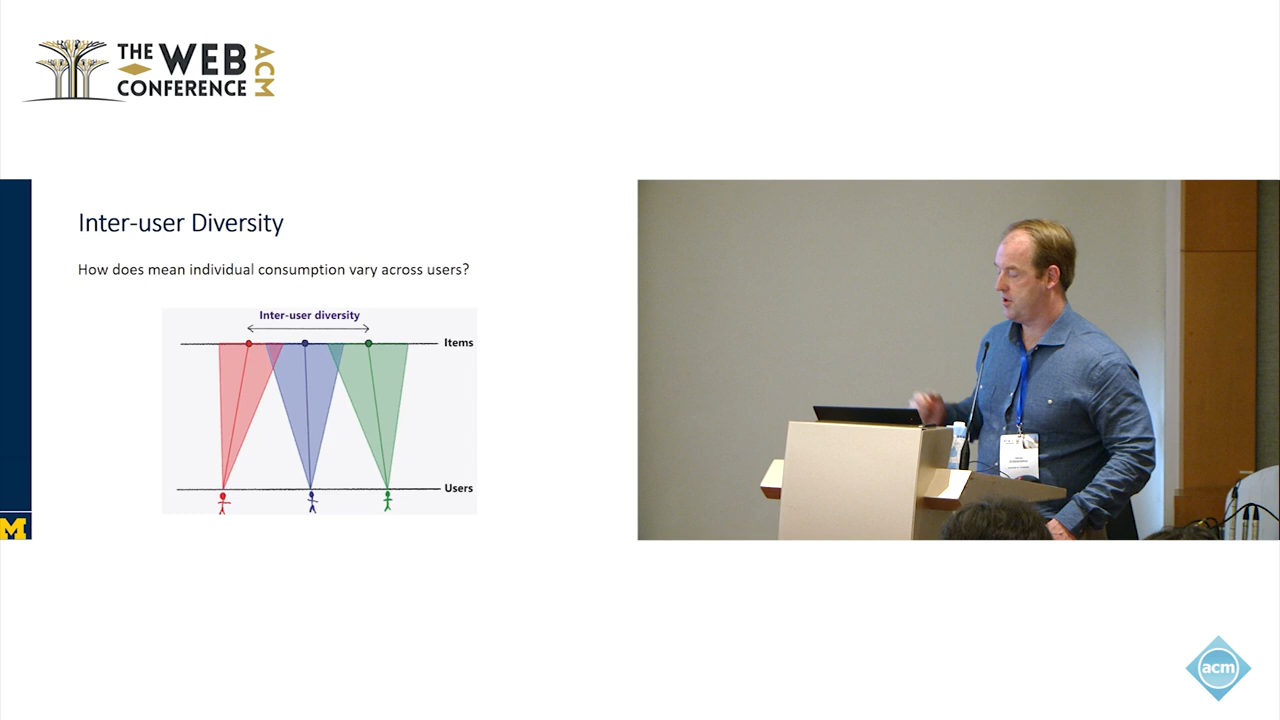 THE WEB
CONFERENCE
ACM
Inter-user Diversity
How does mean individual consumption vary across users?
Inter-user diversity
Items
Users
M
acm